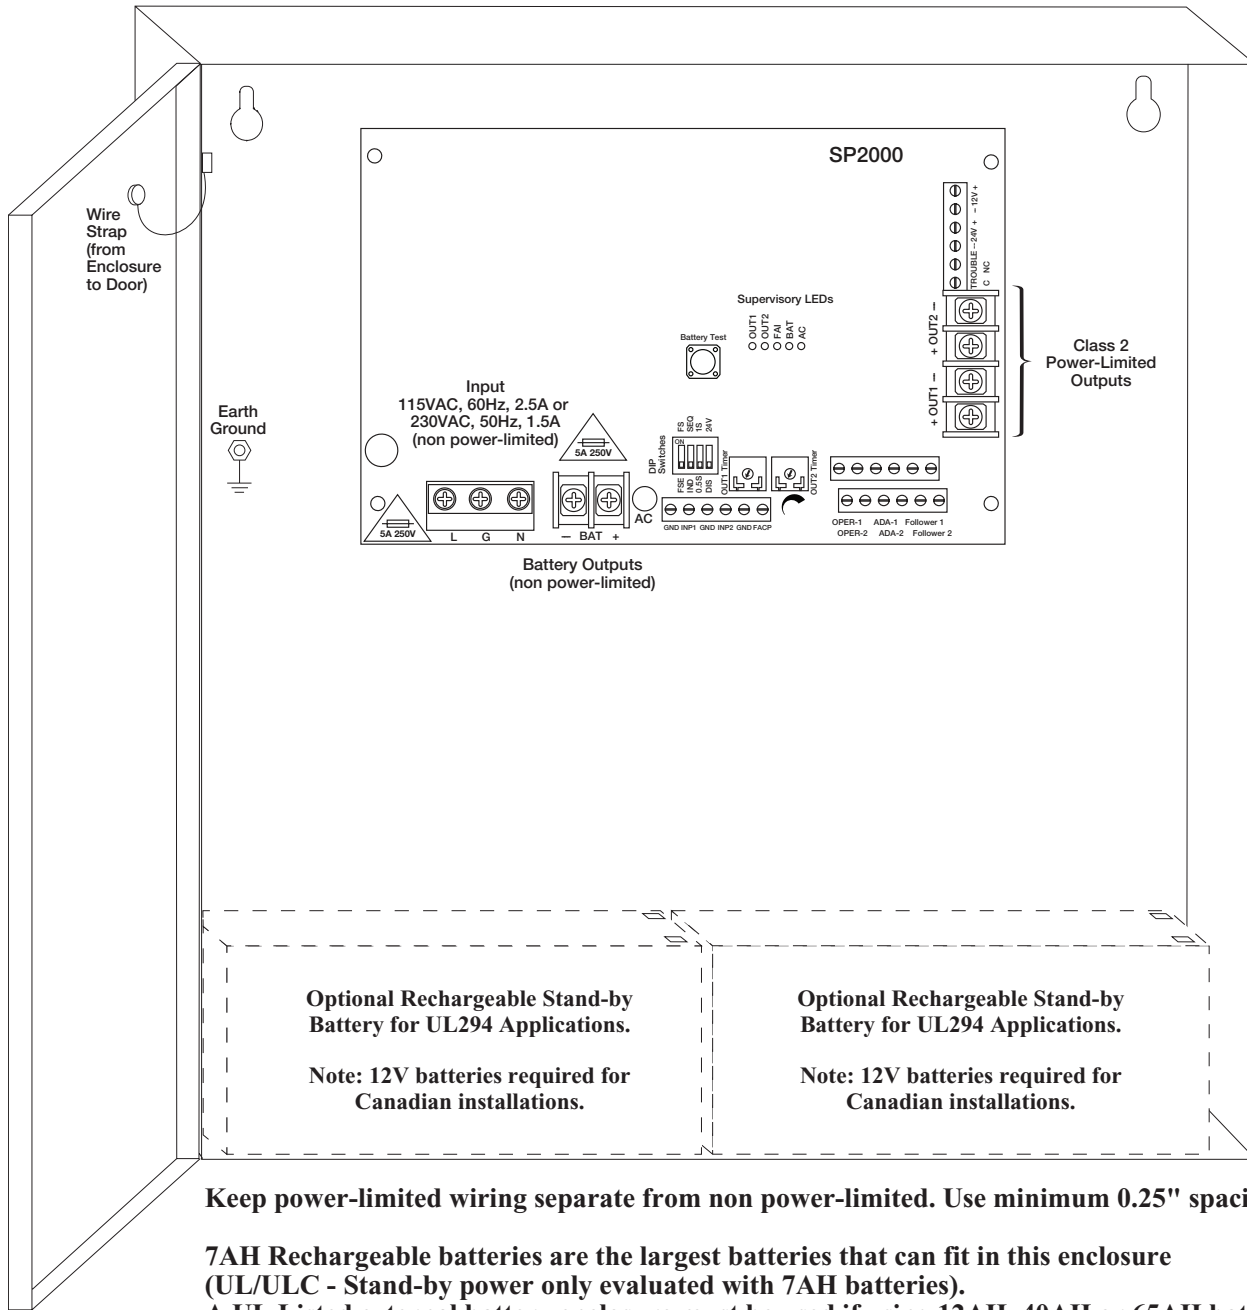 SP2000
Wire
Strap
(from
Enclosure
to Door)
– 12V +
– 24V +
TROUBLE
C NC
Supervisory LEDs
OUT1
OUT2
FAI
BAT
AC
Battery Test
+ OUT2 –
+ OUT1 –
Class 2
Power-Limited
Outputs
Input
115VAC, 60Hz, 2.5A or
230VAC, 50Hz, 1.5A
(non power-limited)
Earth
Ground
5A 250V
DIP
Switches
FS
SEQ
1S
24V
ON
FSE
IND
0.5S
DIS
OUT1 Timer
OUT2 Timer
5A 250V
L G N
– BAT +
AC
GND INP1 GND INP2 GND FACP
OPER-1 ADA-1 Follower 1
OPER-2 ADA-2 Follower 2
Battery Outputs
(non power-limited)
Optional Rechargeable Stand-by
Battery for UL294 Applications.
Note: 12V batteries required for
Canadian installations.
Optional Rechargeable Stand-by
Battery for UL294 Applications.
Note: 12V batteries required for
Canadian installations.
Keep power-limited wiring separate from non power-limited. Use minimum 0.25"
7AH Rechargeable batteries are the largest batteries that can fit in this enclosure
(UL/ULC - Stand-by power only evaluated with 7AH batteries).